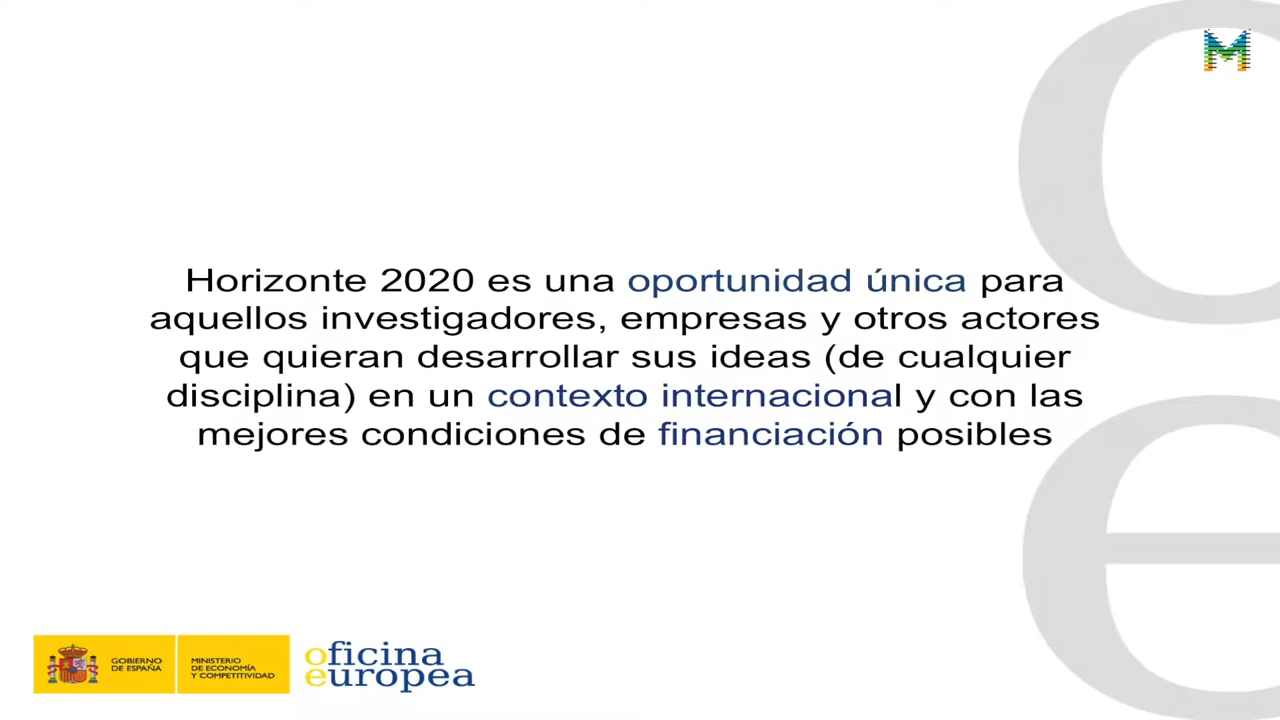 M
Horizonte 2020 es una oportunidad única para
aquellos investigadores, empresas y otros actores
que quieran desarrollar sus ideas (de cualquier
disciplina) en un contexto internacional y con las
mejores condiciones de financiación posibles
GOBIERNO
DE ESPAÑA
MINISTERIO
DE ECONOMÍA
Y COMPETITIVIDAD
oficina
europea
o
e